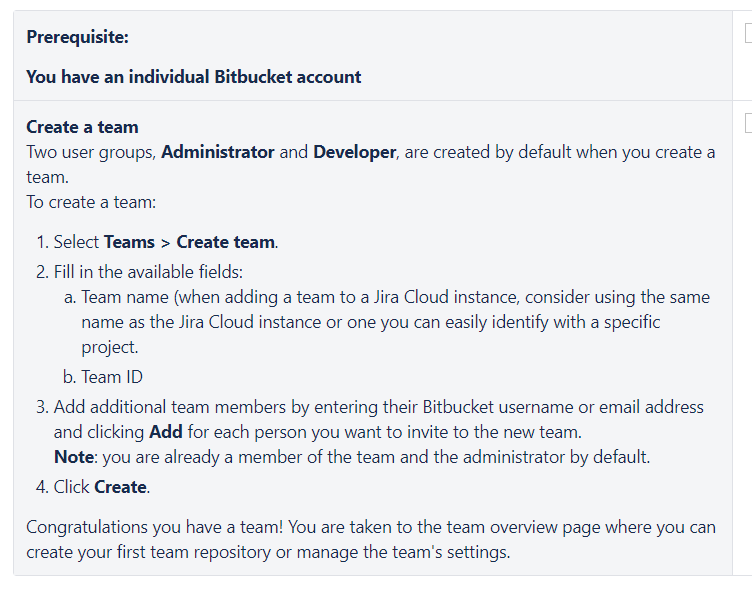 Prerequisite:
You have an individual Bitbucket account
Create a team
Two user groups, Administrator and Developer, are created by default when you create a
team.
To create a team:
1. Select Teams > Create team.
2. Fill in the available fields:
a. Team name (when adding a team to a Jira Cloud instance, consider using the same
name as the Jira Cloud instance or one you can easily identify with a specific
project.
b. Team ID
3. Add additional team members by entering their Bitbucket username or email address
and clicking Add for each person you want to invite to the new team.
Note: you are already a member of the team and the administrator by default.
4. Click Create.
Congratulations you have a team! You are taken to the team overview page where you can
create your first team repository or manage the team's settings.